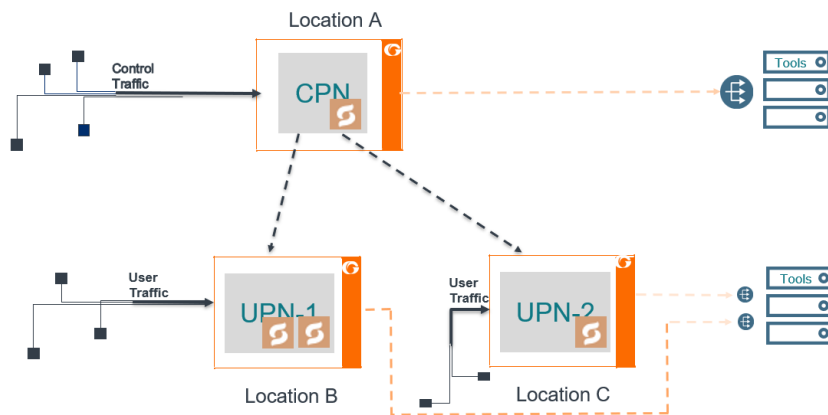 Location A
Control
Traffic
CPN
Tools
User
Traffic
UPN-1
Location B
User
Traffic
UPN-2
Location C
Tools